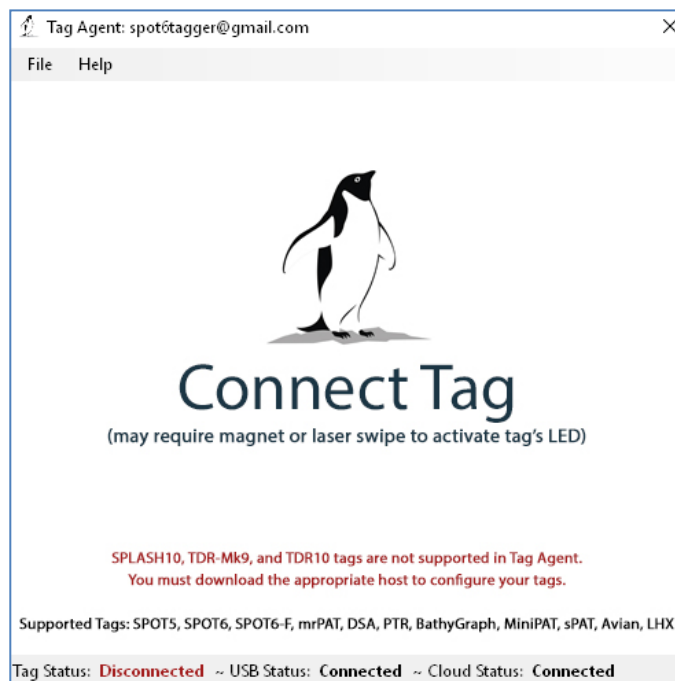 Tag Agent: spot6tagger@gmail.com
File Help
Connect Tag
(may require magnet or laser swipe to activate tag's LED)
SPLASH10, TDR-Mk9, and TDR10 tags are not supported in Tag Agent.
You must download the appropriate host to configure your tags.
Supported Tags: SPOT5, SPOT6, SPOT6-F, mrPAT, DSA, PTR, BathyGraph, MiniPAT, sPAT, Avian, LHX
Tag Status: Disconnected ~ USB Status: Connected ~ Cloud Status: Connected